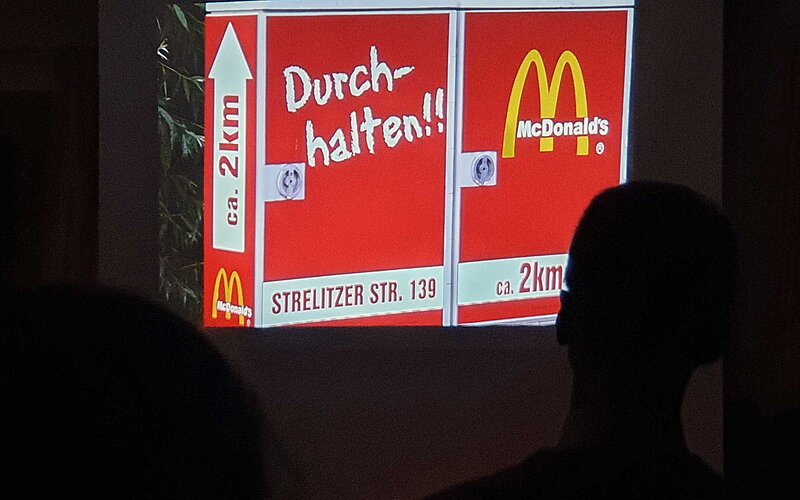 ca. 2km
McDonald's
Durch-
halten!!
STRELITZER STR. 139
McDonald's
®
ca. 2km